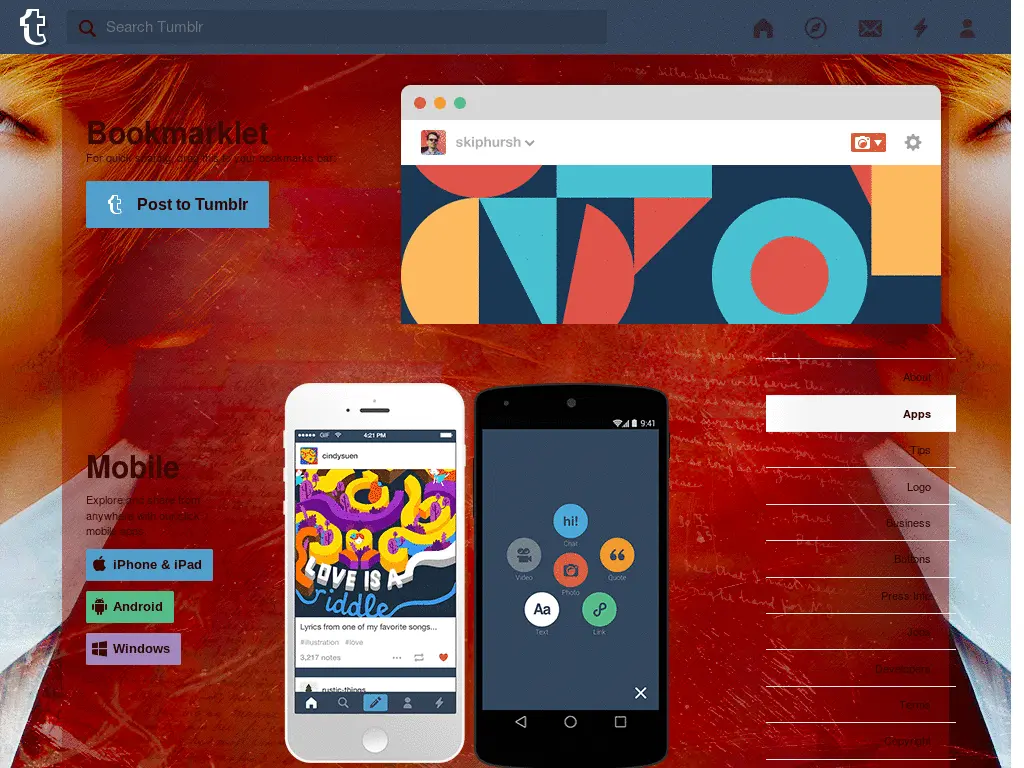 Search Tumblr
Bookmarklet
For quick sharing, drag this to your bookmarks bar.
Post to Tumblr
skiphursh
Mobile
Explore and share from
anywhere with our slick
mobile apps
iPhone & iPad
Android
Windows
GIF 4:21 PM
cindysuen
LOVE IS A
riddle
Lyrics from one of my favorite songs...
#illustration #love
3,217 notes
rustic-things
9:41
hi!
Chat
Video
Photo
Quote
Aa
Text
Link
About
Apps
Tips
Logo
Business
Buttons
Press Info
Jobs
Developers
Terms
Copyright